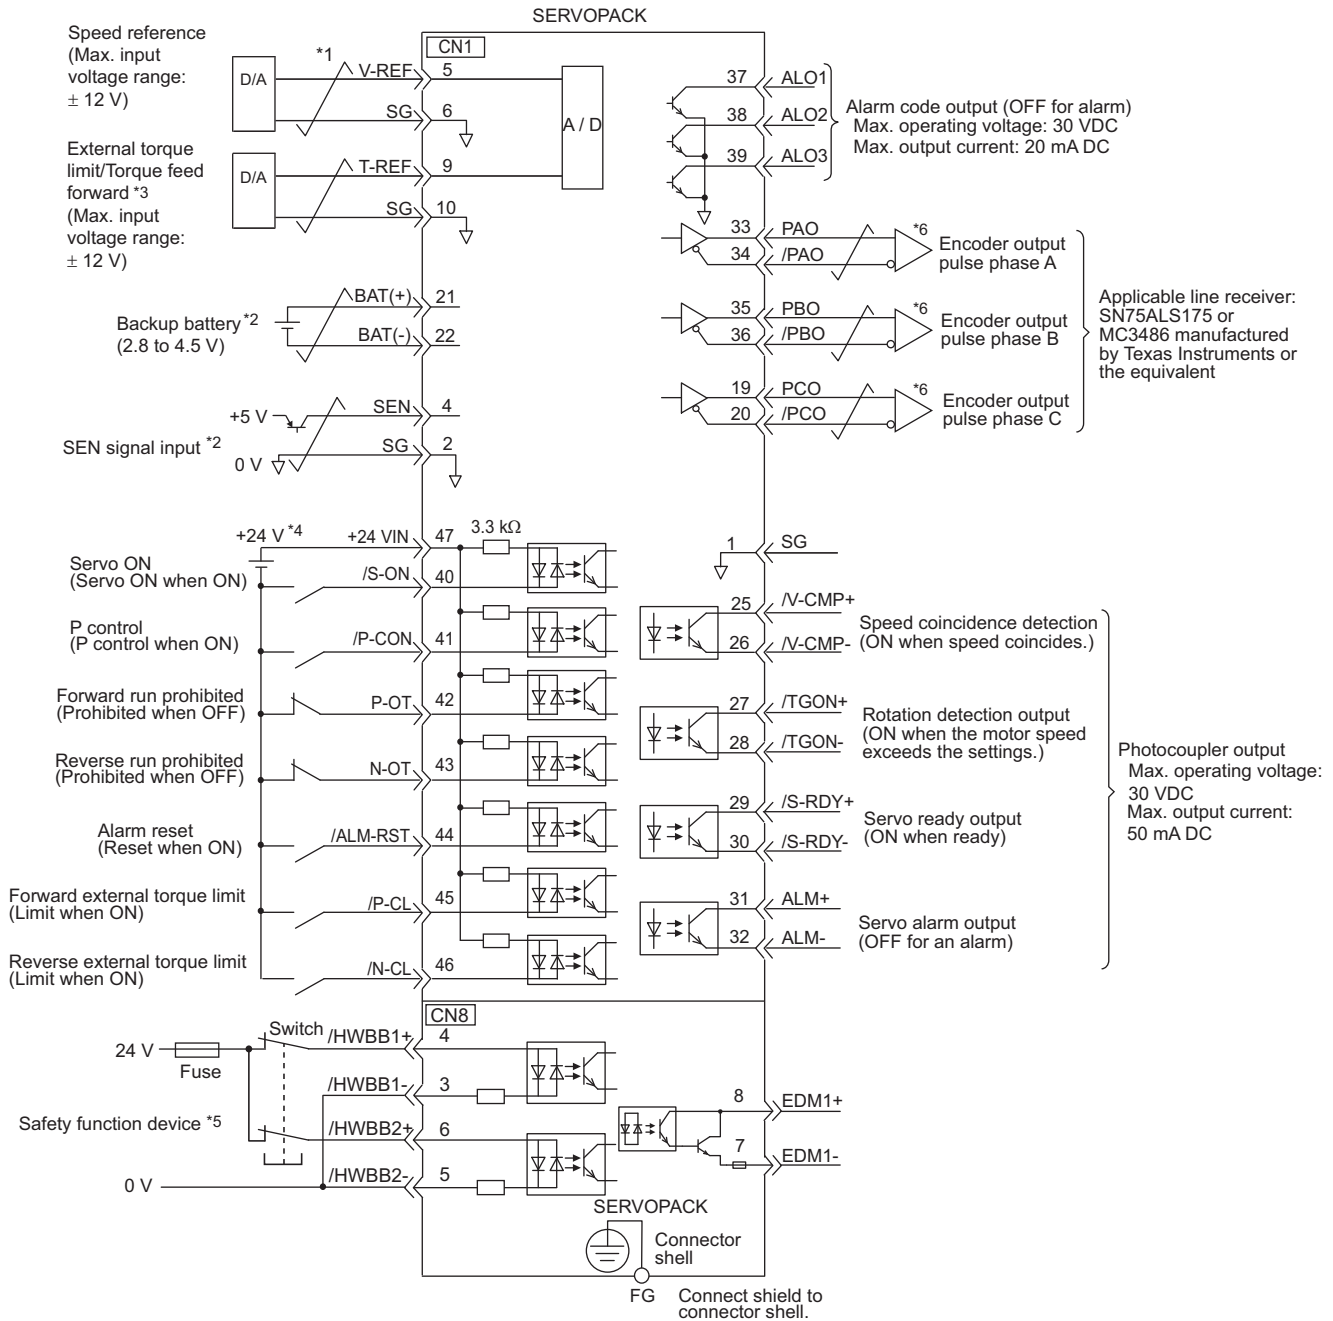 SERVOPACK
Speed reference
(Max. input
voltage range:
± 12 V)
D/A
*1
V-REF
5
SG
6
CN1
A / D
External torque
limit/Torque feed
forward *3
(Max. input
voltage range:
± 12 V)
D/A
T-REF
9
SG
10
Backup battery *2
(2.8 to 4.5 V)
BAT(+)
21
BAT(-)
22
SEN signal input *2
+5 V
0 V
SEN
4
SG
2
37 ALO1
38 ALO2
39 ALO3
Alarm code output (OFF for alarm)
Max. operating voltage: 30 VDC
Max. output current: 20 mA DC
33 PAO
34 /PAO
*6
Encoder output
pulse phase A
35 PBO
36 /PBO
*6
Encoder output
pulse phase B
19 PCO
20 /PCO
*6
Encoder output
pulse phase C
Applicable line receiver:
SN75ALS175 or
MC3486 manufactured
by Texas Instruments or
the equivalent
+24 V *4
+24 VIN
47
3.3 kΩ
Servo ON
(Servo ON when ON)
/S-ON
40
P control
(P control when ON)
/P-CON
41
Forward run prohibited
(Prohibited when OFF)
P-OT
42
Reverse run prohibited
(Prohibited when OFF)
N-OT
43
Alarm reset
(Reset when ON)
/ALM-RST
44
Forward external torque limit
(Limit when ON)
/P-CL
45
Reverse external torque limit
(Limit when ON)
/N-CL
46
1 SG
25 /V-CMP+
26 /V-CMP-
Speed coincidence detection
(ON when speed coincides.)
27 /TGON+
28 /TGON-
Rotation detection output
(ON when the motor speed
exceeds the settings.)
29 /S-RDY+
30 /S-RDY-
Servo ready output
(ON when ready)
31 ALM+
32 ALM-
Servo alarm output
(OFF for an alarm)
Photocoupler output
Max. operating voltage:
30 VDC
Max. output current:
50 mA DC
CN8
24 V
Fuse
Switch
/HWBB1+
4
/HWBB1-
3
Safety function device *5
/HWBB2+
6
/HWBB2-
5
0 V
8 EDM1+
7 EDM1-
SERVOPACK
Connector
shell
FG
Connect shield to
connector shell.